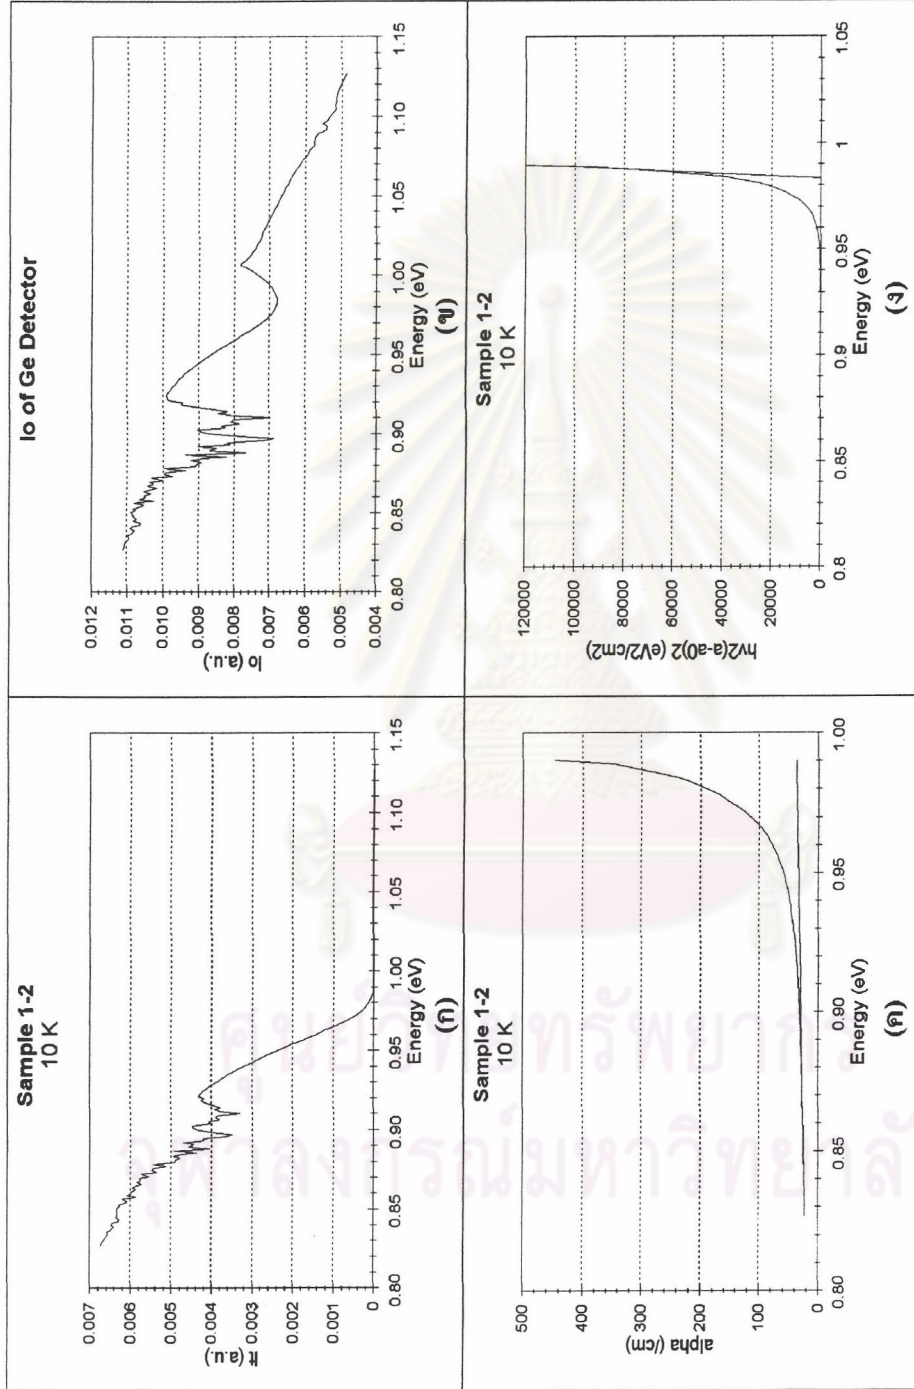 Sample 1-2
10 K
It (a.u.)
0.007
0.006
0.005
0.004
0.003
0.002
0.001
0
0.80
0.85
0.90
0.95
1.00
1.05
1.10
1.15
Energy (eV)
(ก)
Io of Ge Detector
Io (a.u.)
0.012
0.011
0.010
0.009
0.008
0.007
0.006
0.005
0.004
0.80
0.85
0.90
0.95
1.00
1.05
1.10
1.15
Energy (eV)
(ข)
Sample 1-2
10 K
alpha (/cm)
500
400
300
200
100
0
0.80
0.85
0.90
0.95
1.00
Energy (eV)
(ค)
Sample 1-2
10 K
hv2(a-a0)2 (eV2/cm2)
120000
100000
80000
60000
40000
20000
0
0.8
0.85
0.9
0.95
1
1.05
Energy (eV)
(ง)
ศูนย์วิทยทรัพยากร
จุฬาลงกรณ์มหาวิทยาลั